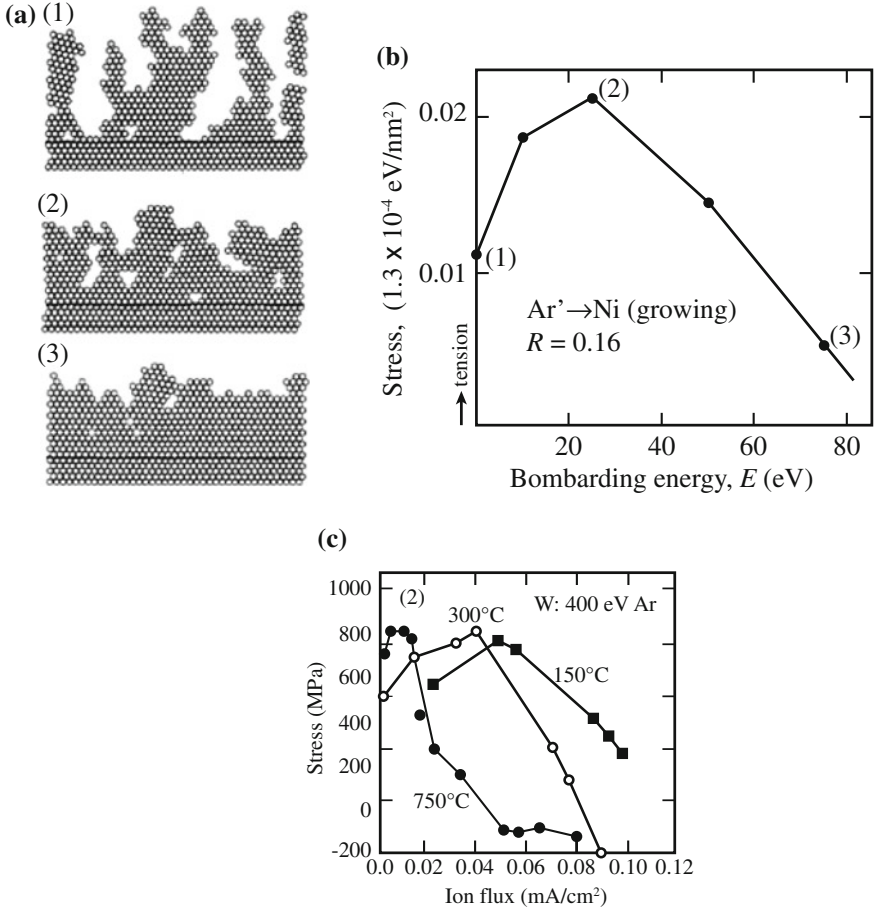 (a)
(1)
(2)
(3)
(b)
0.02
0.01
Stress, (1.3 x 10⁻⁴ eV/nm²)
tension
(1)
(2)
(3)
Ar’→Ni (growing)
R = 0.16
20 40 60 80
Bombarding energy, E (eV)
(c)
1000
800
600
400
200
0
-200
Stress (MPa)
(2)
300°C
W: 400 eV Ar
150°C
750°C
0.0 0.02 0.04 0.06 0.08 0.10 0.12
Ion flux (mA/cm²)